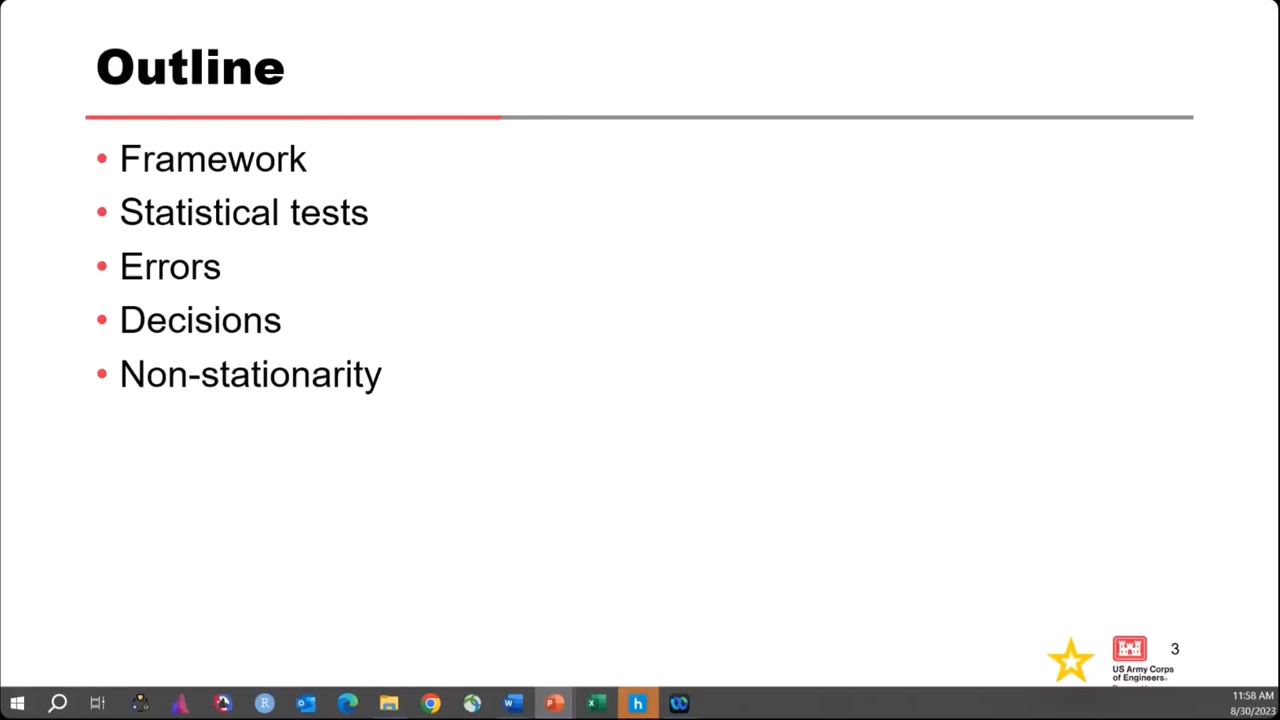 Outline
• Framework
• Statistical tests
• Errors
• Decisions
• Non-stationarity
3
US Army Corps
of Engineers®
11:58 AM
8/30/2023